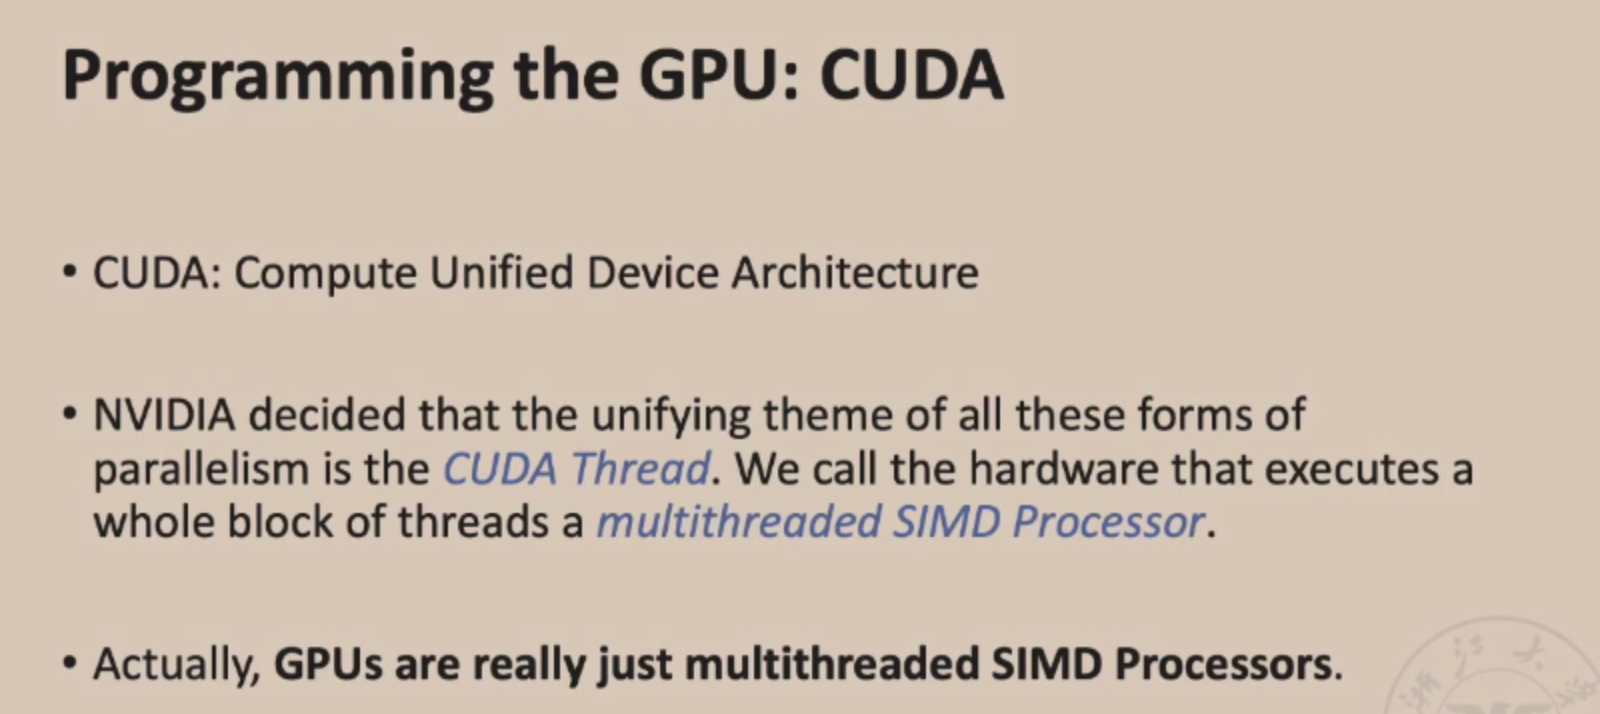 Programming the GPU: CUDA
• CUDA: Compute Unified Device Architecture
• NVIDIA decided that the unifying theme of all these forms of
parallelism is the CUDA Thread. We call the hardware that executes a
whole block of threads a multithreaded SIMD Processor.
• Actually, GPUs are really just multithreaded SIMD Processors.